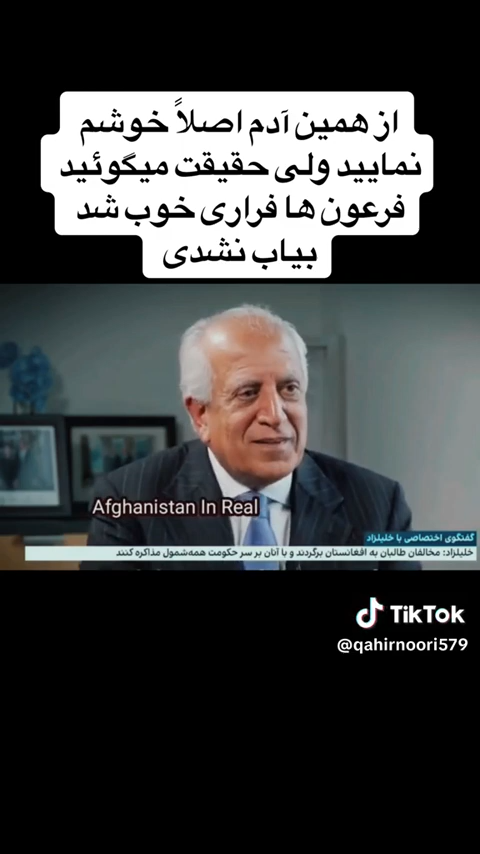 از همین آدم اصلاً خوشم
نمایید ولی حقیقت میگوئید
فرعون ها فراری خوب شد
بیاب نشدی
Afghanistan In Real
گفتگوی اختصاصی با خلیلزاد
خلیلزاد: مخالفان طالبان به افغانستان برگردند و با آنان بر سر حکومت همه‌شمول مذاکره کنند
TikTok
@qahirnoori579